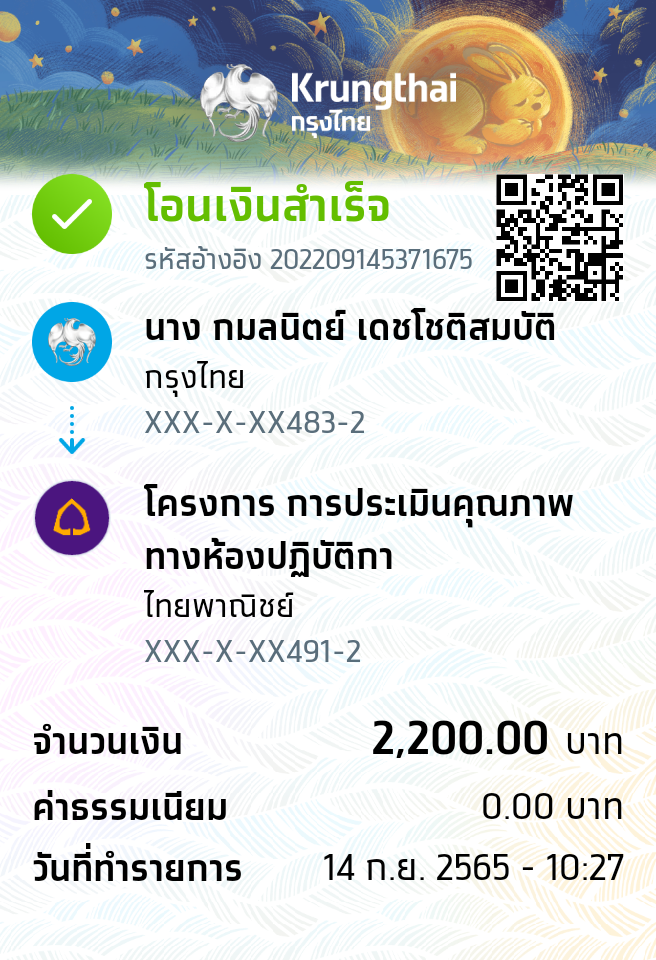 Krungthai
กรุงไทย
โอนเงินสำเร็จ
รหัสอ้างอิง 202209145371675
นาง กมลนิตย์ เดชโชติสมบัติ
กรุงไทย
XXX-X-XX483-2
โครงการ การประเมินคุณภาพ
ทางห้องปฏิบัติกา
ไทยพาณิชย์
XXX-X-XX491-2
จำนวนเงิน 2,200.00 บาท
ค่าธรรมเนียม 0.00 บาท
วันที่ทำรายการ 14 ก.ย. 2565 - 10:27